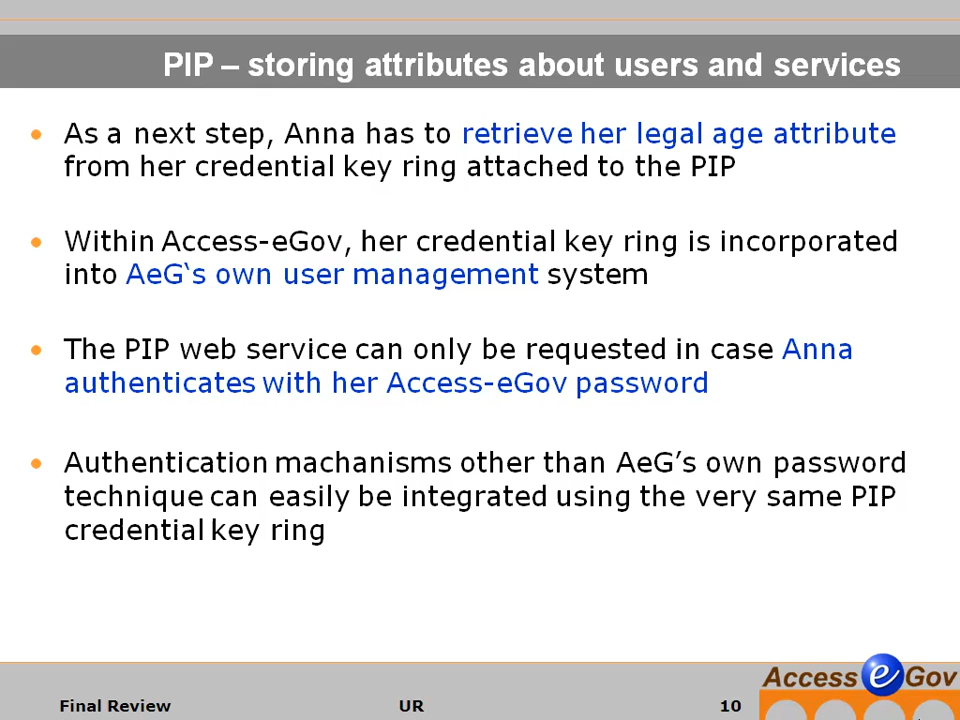 PIP – storing attributes about users and services
• As a next step, Anna has to retrieve her legal age attribute
from her credential key ring attached to the PIP
• Within Access-eGov, her credential key ring is incorporated
into AeG‘s own user management system
• The PIP web service can only be requested in case Anna
authenticates with her Access-eGov password
• Authentication machanisms other than AeG’s own password
technique can easily be integrated using the very same PIP
credential key ring
Final Review UR 10
Access e Gov